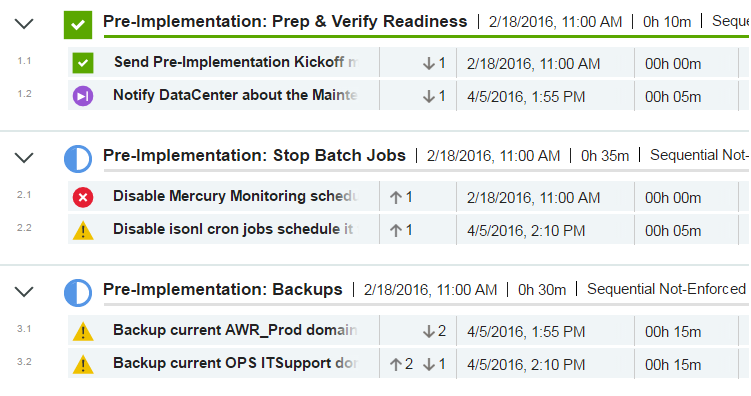 Pre-Implementation: Prep & Verify Readiness | 2/18/2016, 11:00 AM | 0h 10m |
1.1 Send Pre-Implementation Kickoff 1 2/18/2016, 11:00 AM 00h 00m
1.2 Notify DataCenter about the 1 4/5/2016, 1:55 PM 00h 05m
Pre-Implementation: Stop Batch Jobs | 2/18/2016, 11:00 AM | 0h 35m | Sequential
2.1 Disable Mercury Monitoring 1 2/18/2016, 11:00 AM 00h 00m
2.2 Disable isonl cron jobs schedule it 1 4/5/2016, 2:10 PM 00h 05m
Pre-Implementation: Backups | 2/18/2016, 11:00 AM | 0h 30m | Sequential Not-Enforced
3.1 Backup current AWR_Prod domain 2 4/5/2016, 1:55 PM 00h 15m
3.2 Backup current OPS ITSupport 2 1 4/5/2016, 2:10 PM 00h 15m